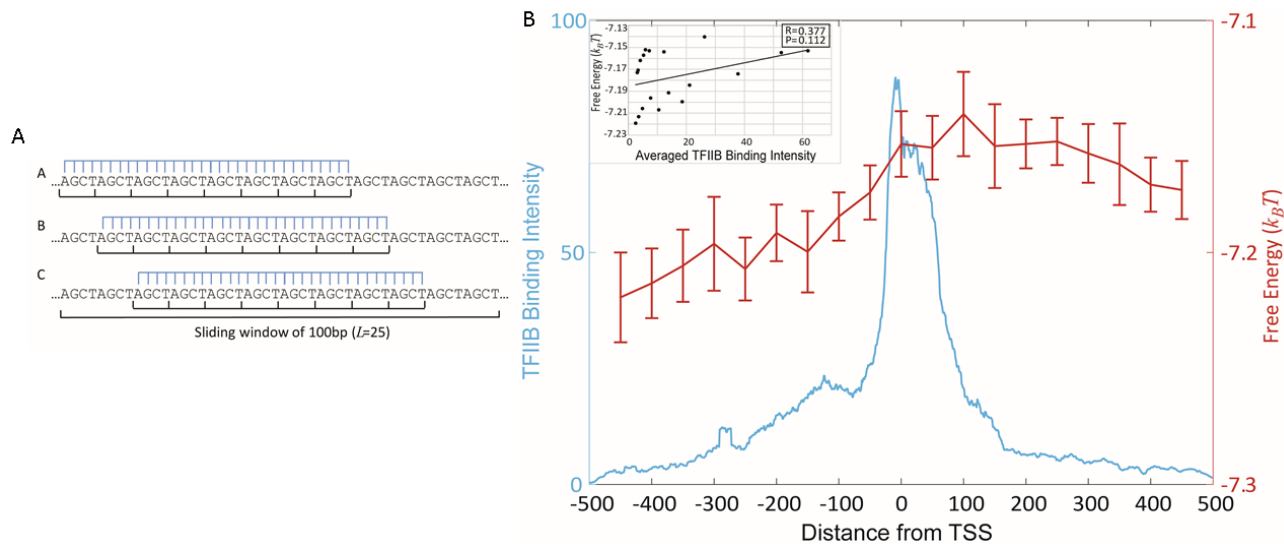 A
A
...AGCTAGCTAGCTAGCTAGCTAGCTAGCTAGCTAGCTAGCTAGCTAGCT...
B
...AGCTAGCTAGCTAGCTAGCTAGCTAGCTAGCTAGCTAGCTAGCTAGCT...
C
...AGCTAGCTAGCTAGCTAGCTAGCTAGCTAGCTAGCTAGCTAGCTAGCT...
Sliding window of 100bp (L=25)
B
TFIIB Binding Intensity
100
50
0
Free Energy (kBT)
-7.13
-7.15
-7.17
-7.19
-7.21
-7.23
R=0.377
P=0.112
0 20 40 60
Averaged TFIIB Binding Intensity
-7.1
-7.2
-7.3
Free Energy (kBT)
-500 -400 -300 -200 -100 0 100 200 300 400 500
Distance from TSS